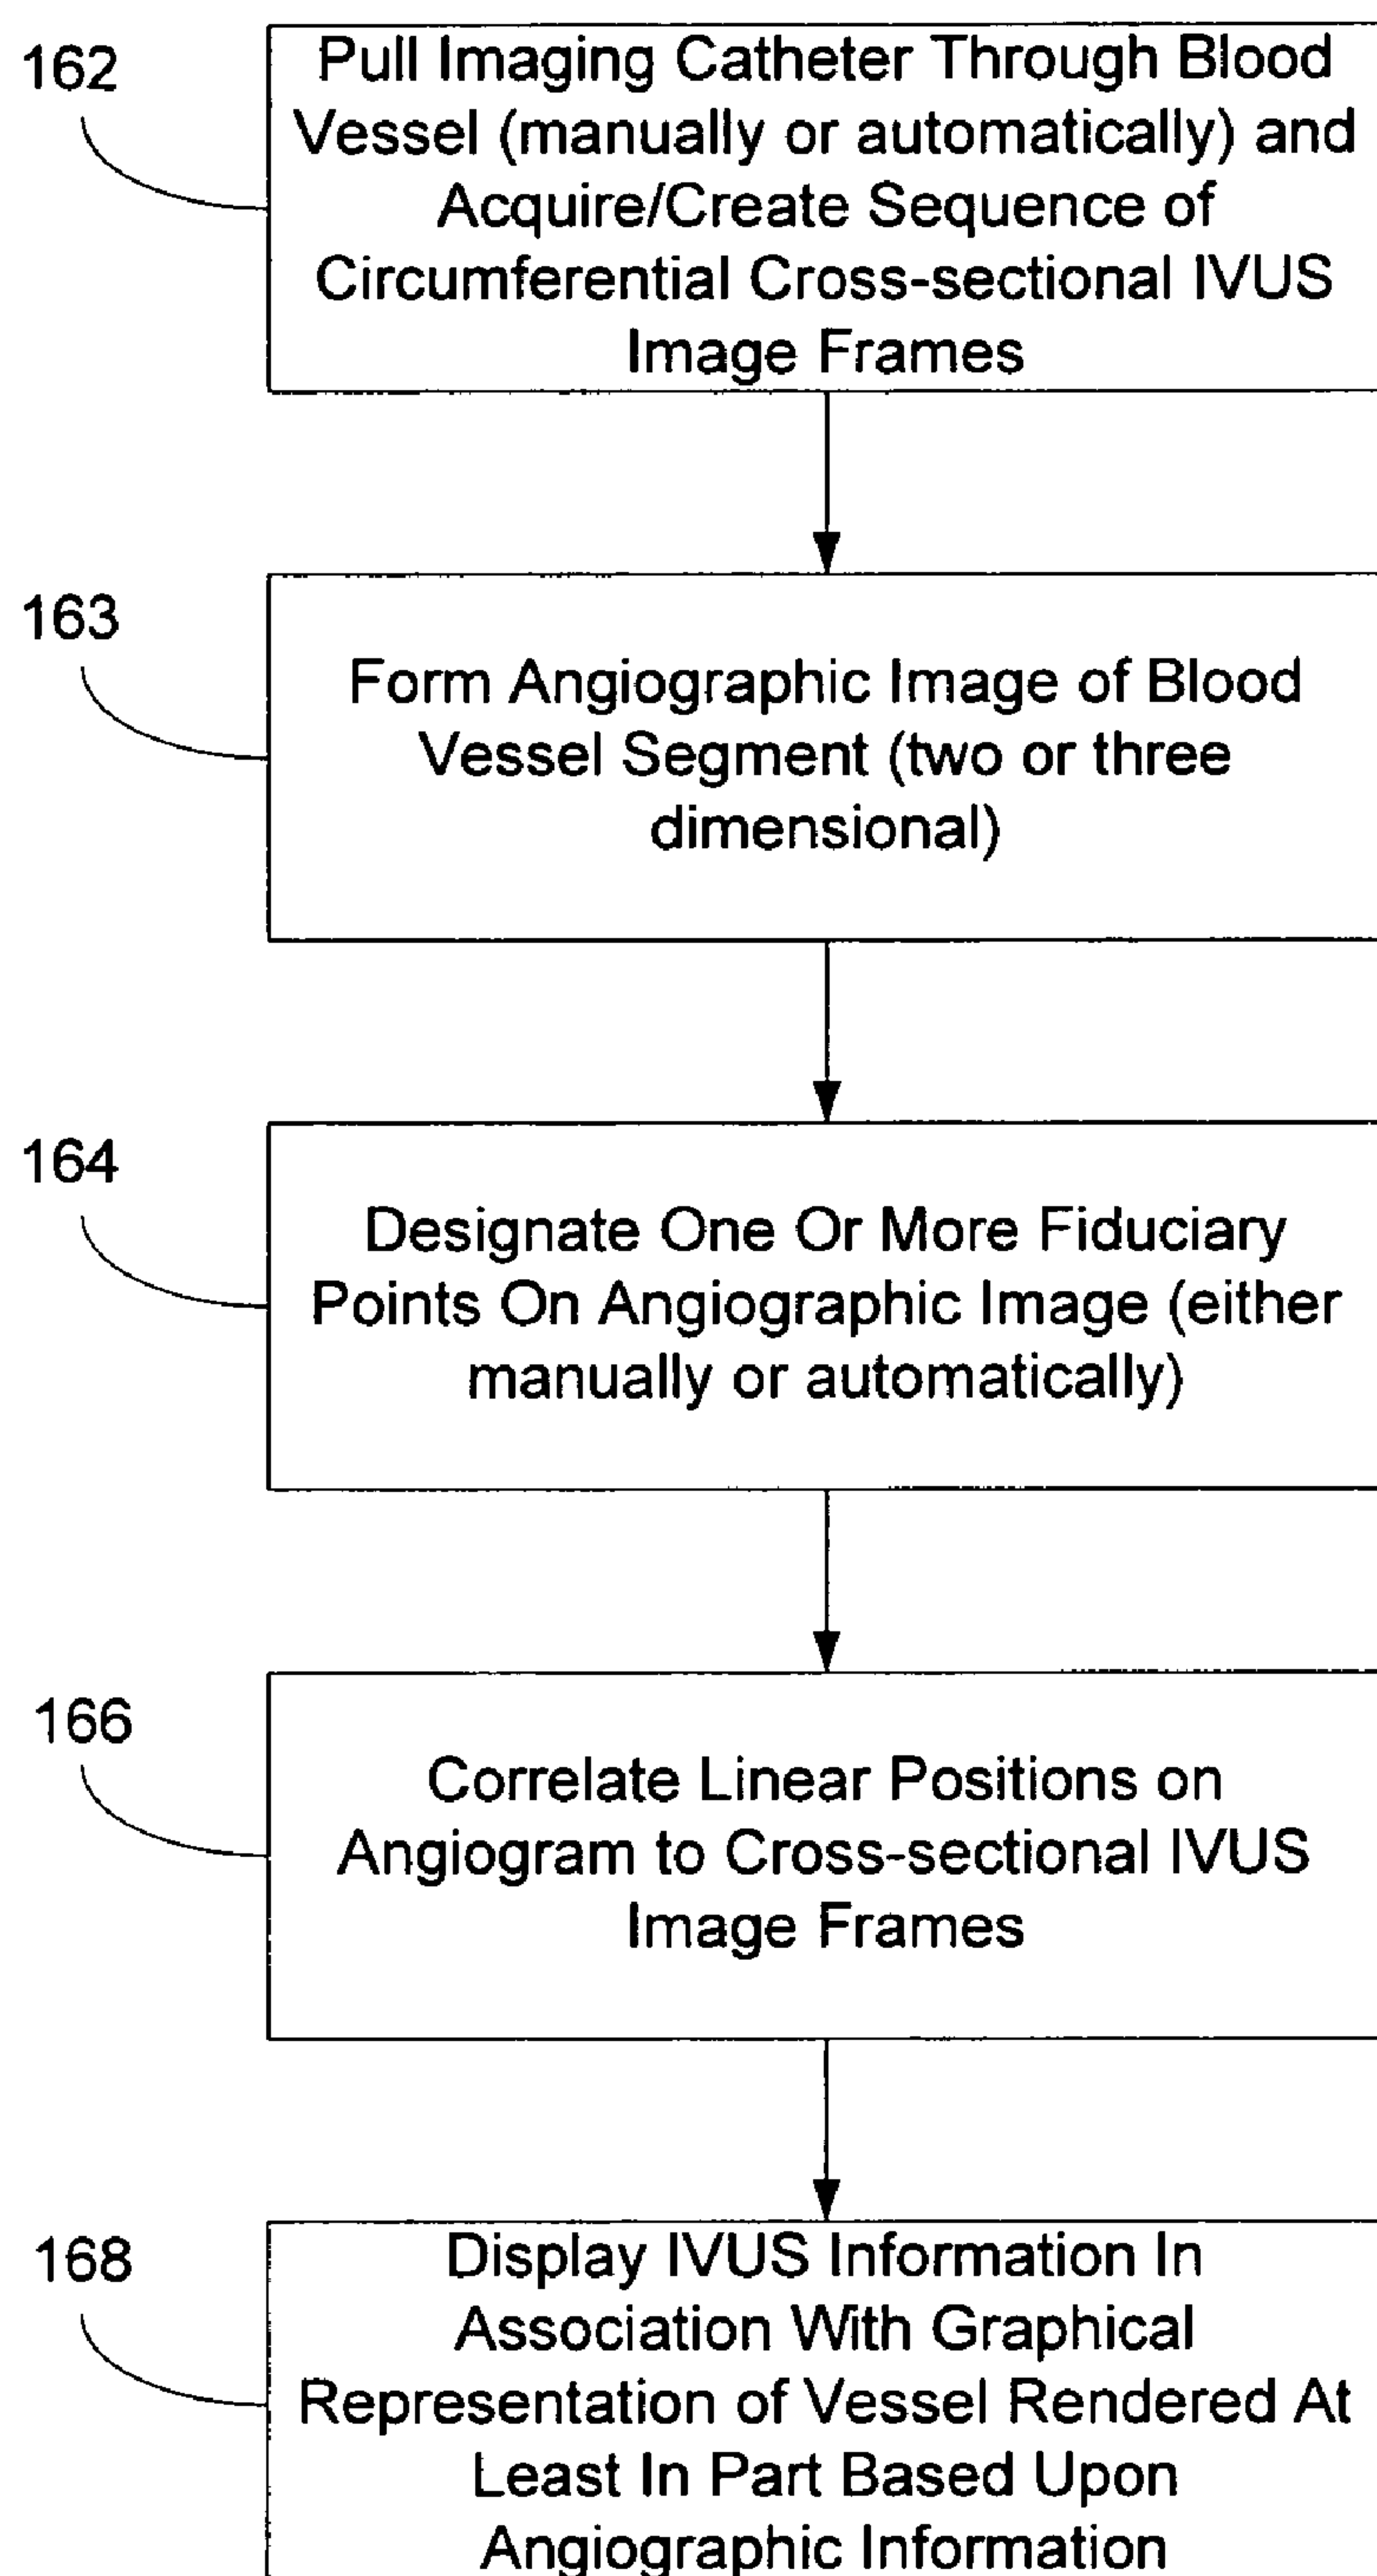 162
Pull Imaging Catheter Through Blood
Vessel (manually or automatically) and
Acquire/Create Sequence of
Circumferential Cross-sectional IVUS
Image Frames
163
Form Angiographic Image of Blood
Vessel Segment (two or three
dimensional)
164
Designate One Or More Fiduciary
Points On Angiographic Image (either
manually or automatically)
166
Correlate Linear Positions on
Angiogram to Cross-sectional IVUS
Image Frames
168
Display IVUS Information In
Association With Graphical
Representation of Vessel Rendered At
Least In Part Based Upon
Angiographic Information